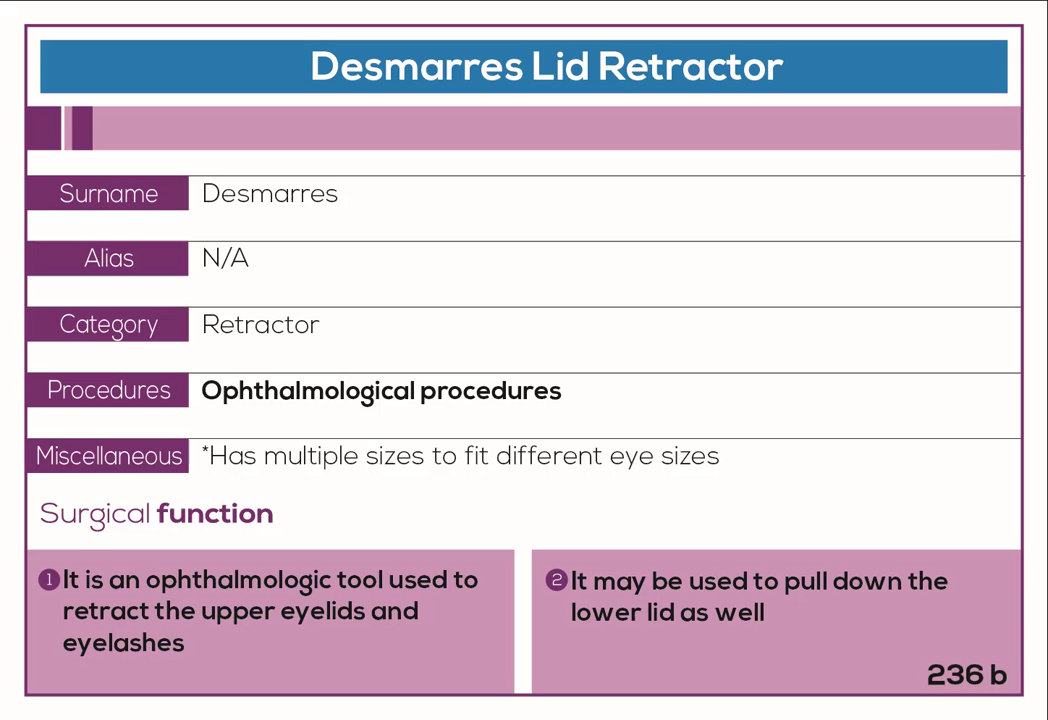 Desmarres Lid Retractor
Surname Desmarres
Alias N/A
Category Retractor
Procedures Ophthalmological procedures
Miscellaneous *Has multiple sizes to fit different eye sizes
Surgical function
1 It is an ophthalmologic tool used to
retract the upper eyelids and
eyelashes
2 It may be used to pull down the
lower lid as well
236 b